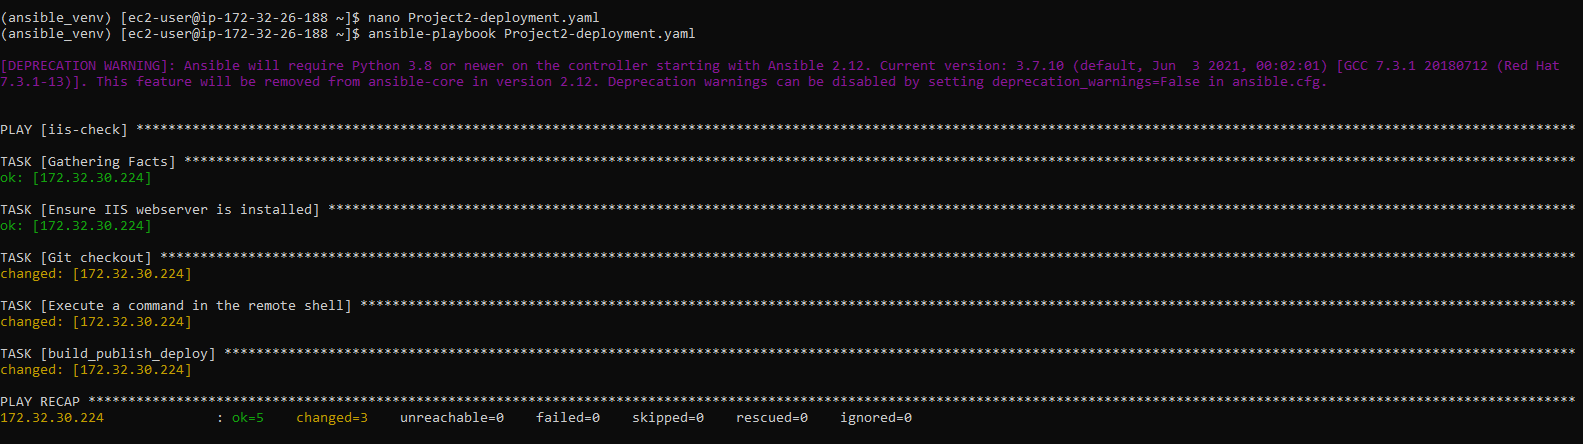 (ansible_venv) [ec2-user@ip-172-32-26-188 ~]$ nano Project2-deployment.yaml
(ansible_venv) [ec2-user@ip-172-32-26-188 ~]$ ansible-playbook Project2-deployment.yaml
[DEPRECATION WARNING]: Ansible will require Python 3.8 or newer on the controller starting with Ansible 2.12. Current version: 3.7.10 (default, Jun  3 2021, 00:02:01) [GCC 7.3.1 20180712 (Red Hat
7.3.1-13)]. This feature will be removed from ansible-core in version 2.12. Deprecation warnings can be disabled by setting deprecation_warnings=False in ansible.cfg.
PLAY [iis-check] ************************************************************************************************************************************************************************************
TASK [Gathering Facts] ******************************************************************************************************************************************************************************
ok: [172.32.30.224]
TASK [Ensure IIS webserver is installed] ************************************************************************************************************************************************************
ok: [172.32.30.224]
TASK [Git checkout] *********************************************************************************************************************************************************************************
changed: [172.32.30.224]
TASK [Execute a command in the remote shell] ********************************************************************************************************************************************************
changed: [172.32.30.224]
TASK [build_publish_deploy] *************************************************************************************************************************************************************************
changed: [172.32.30.224]
PLAY RECAP ******************************************************************************************************************************************************************************************
172.32.30.224              : ok=5    changed=3    unreachable=0    failed=0    skipped=0    rescued=0    ignored=0